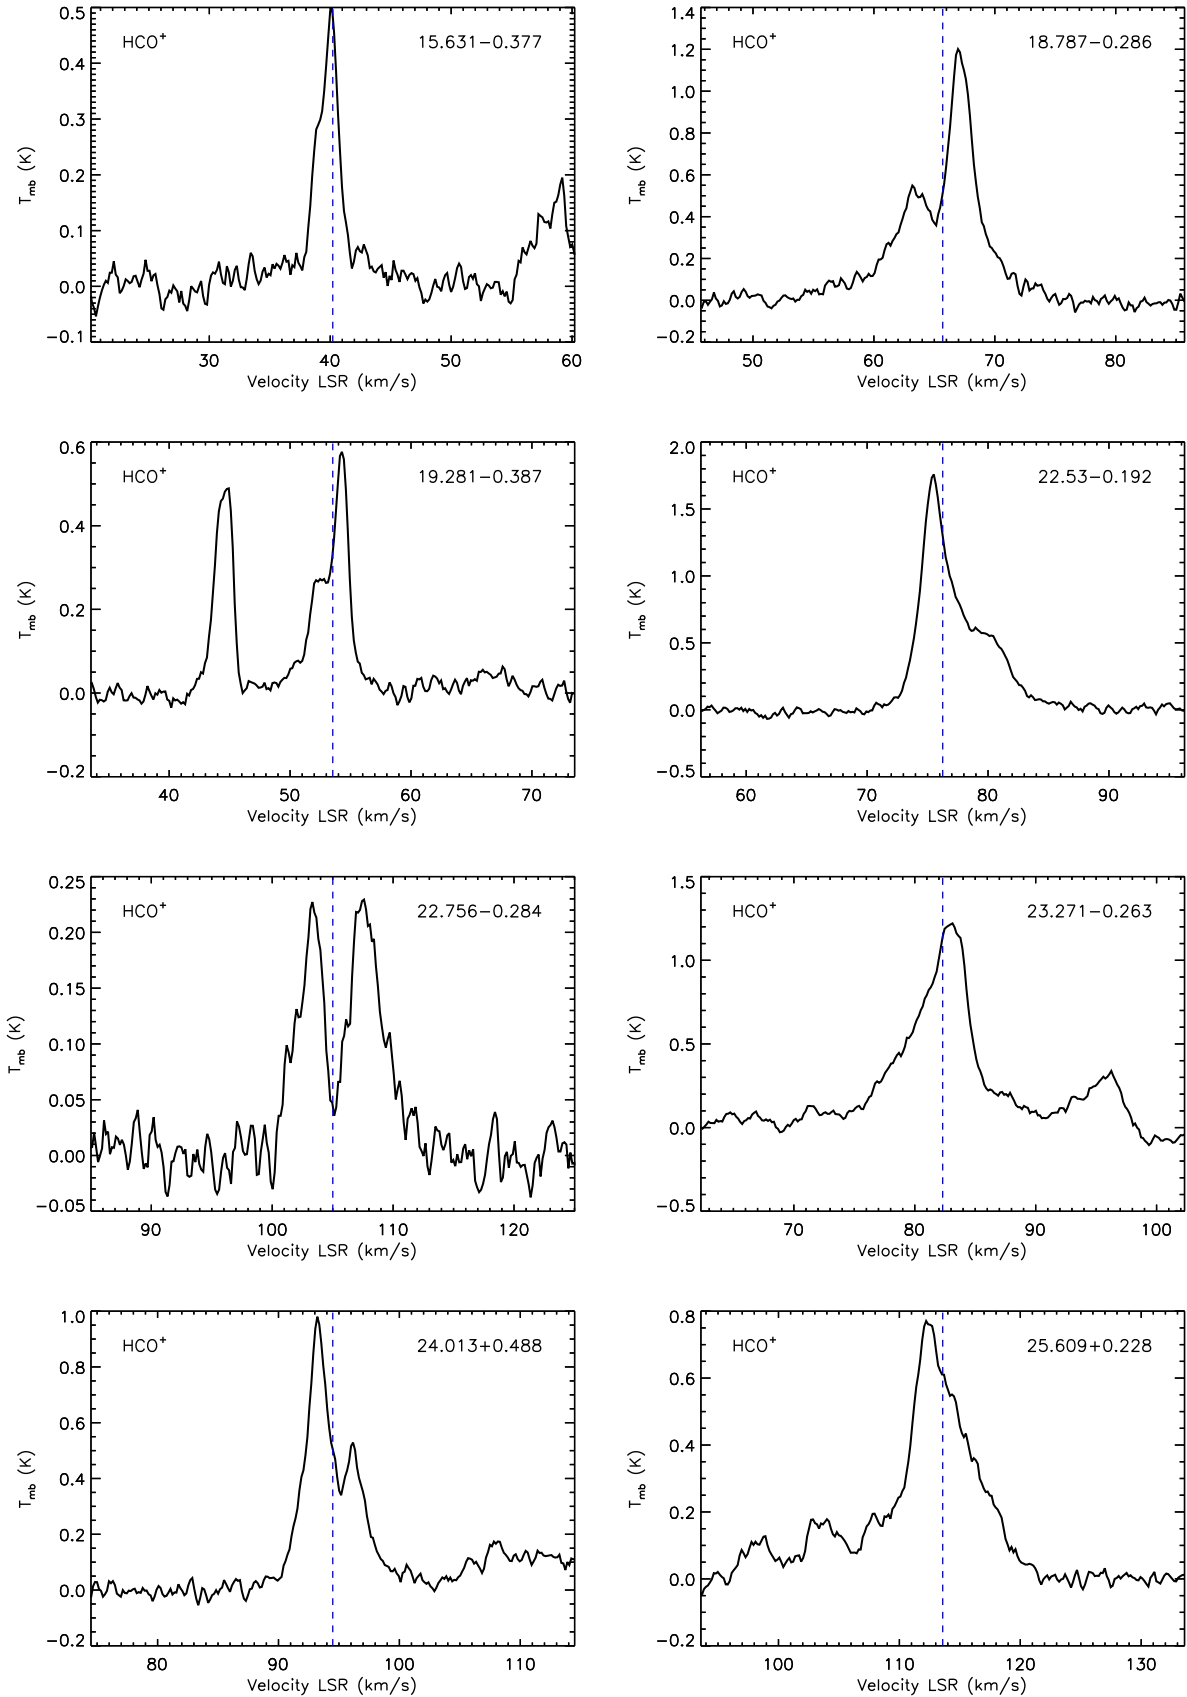 HCO+ 15.631−0.377
0.5
0.4
0.3
0.2
0.1
0.0
−0.1
Tmb (K)
30 40 50 60
Velocity LSR (km/s)
HCO+ 18.787−0.286
1.4
1.2
1.0
0.8
0.6
0.4
0.2
0.0
−0.2
Tmb (K)
50 60 70 80
Velocity LSR (km/s)
HCO+ 19.281−0.387
0.6
0.4
0.2
0.0
−0.2
Tmb (K)
40 50 60 70
Velocity LSR (km/s)
HCO+ 22.53−0.192
2.0
1.5
1.0
0.5
0.0
−0.5
Tmb (K)
60 70 80 90
Velocity LSR (km/s)
HCO+ 22.756−0.284
0.25
0.20
0.15
0.10
0.05
0.00
−0.05
Tmb (K)
90 100 110 120
Velocity LSR (km/s)
HCO+ 23.271−0.263
1.5
1.0
0.5
0.0
−0.5
Tmb (K)
70 80 90 100
Velocity LSR (km/s)
HCO+ 24.013+0.488
1.0
0.8
0.6
0.4
0.2
0.0
−0.2
Tmb (K)
80 90 100 110
Velocity LSR (km/s)
HCO+ 25.609+0.228
0.8
0.6
0.4
0.2
0.0
−0.2
Tmb (K)
100 110 120 130
Velocity LSR (km/s)